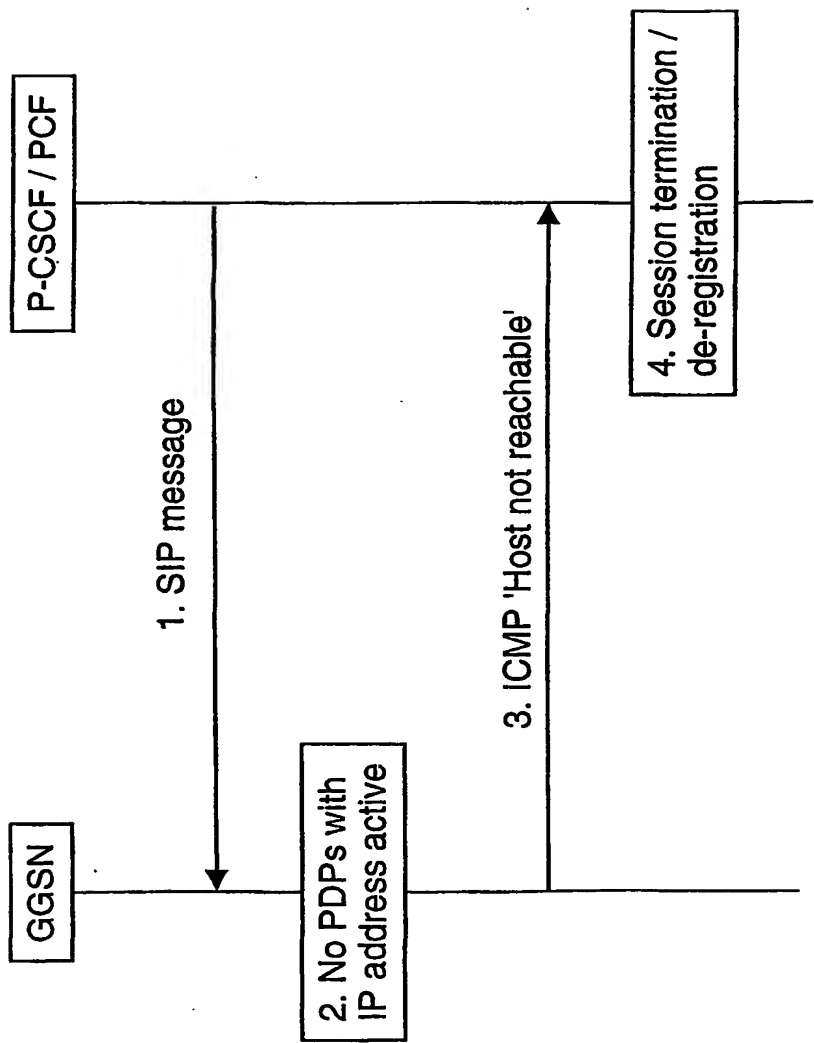 GGSN
P-CSCF / PCF
1. SIP message
2. No PDPs with
IP address active
3. ICMP 'Host not reachable'
4. Session termination /
de-registration